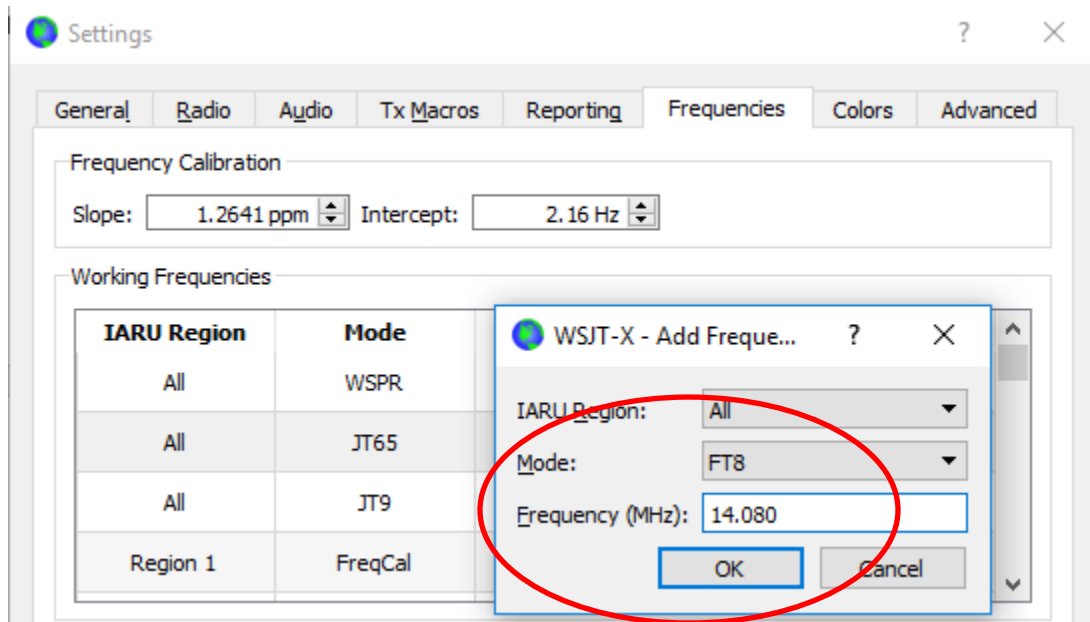 Settings ?
General Radio Audio Tx Macros Reporting Frequencies Colors Advanced
Frequency Calibration
Slope: 1.2641 ppm Intercept: 2.16 Hz
Working Frequencies
IARU Region Mode
All WSPR
All JT65
All JT9
Region 1 FreqCal
WSJT-X - Add Freque... ?
IARU Region: All
Mode: FT8
Frequency (MHz): 14.080
OK Cancel